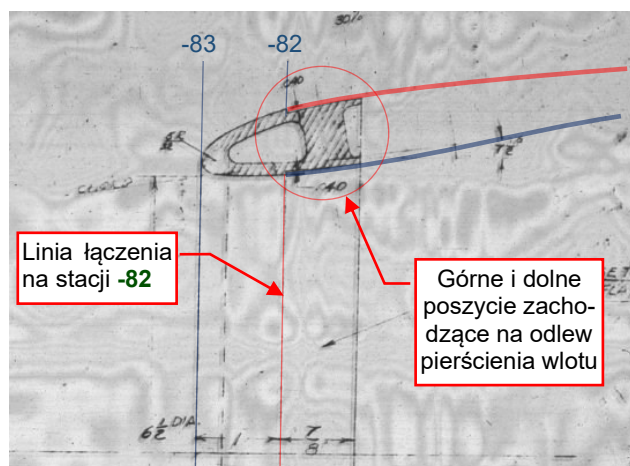 30%
-83
-82
.040
.040
Linia łączenia
na stacji -82
Górne i dolne
poszycie zacho-
dzące na odlew
pierścienia wlotu
6 1/2 DIA.
1
7/8